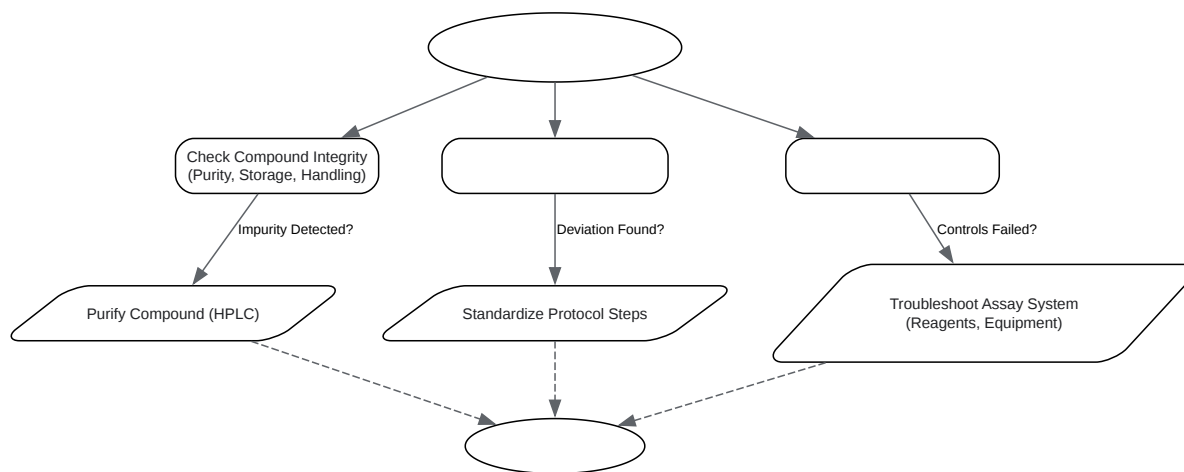 Check Compound Integrity
(Purity, Storage, Handling)
Impurity Detected?
Deviation Found?
Controls Failed?
Purify Compound (HPLC)
Standardize Protocol Steps
Troubleshoot Assay System
(Reagents, Equipment)